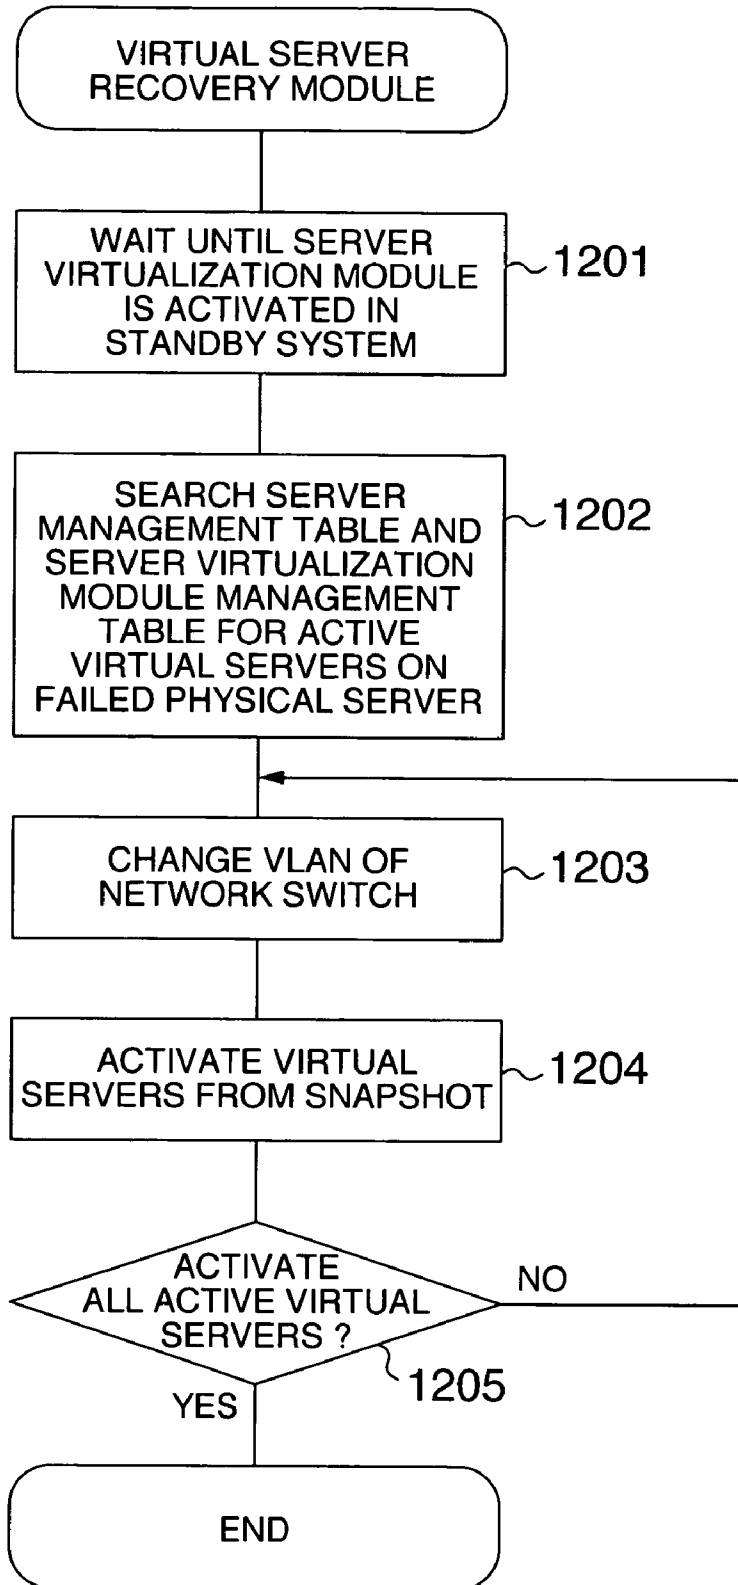 VIRTUAL SERVER
RECOVERY MODULE
WAIT UNTIL SERVER
VIRTUALIZATION MODULE
IS ACTIVATED IN
STANDBY SYSTEM
1201
SEARCH SERVER
MANAGEMENT TABLE AND
SERVER VIRTUALIZATION
MODULE MANAGEMENT
TABLE FOR ACTIVE
VIRTUAL SERVERS ON
FAILED PHYSICAL SERVER
1202
CHANGE VLAN OF
NETWORK SWITCH
1203
ACTIVATE VIRTUAL
SERVERS FROM SNAPSHOT
1204
ACTIVATE
ALL ACTIVE VIRTUAL
SERVERS ?
NO
1205
YES
END